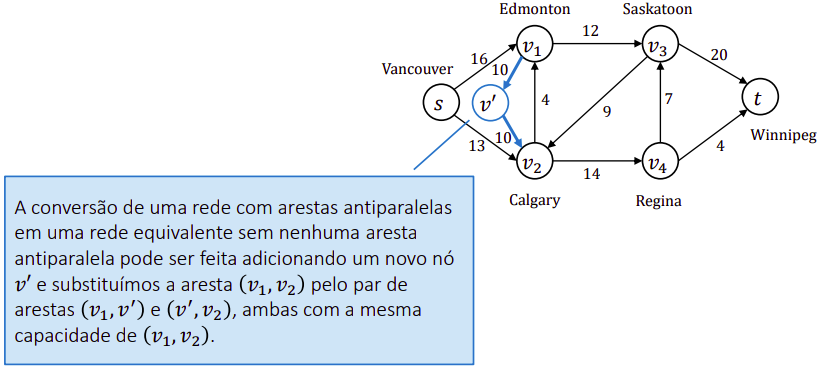 Edmonton
Saskatoon
12
v₁
v₃
16
20
Vancouver
10
s
v′
4
9
7
t
Winnipeg
13
10
4
v₂
14
v₄
Calgary
Regina
A conversão de uma rede com arestas antiparalelas
em uma rede equivalente sem nenhuma aresta
antiparalela pode ser feita adicionando um novo nó
v′ e substituímos a aresta (v₁, v₂) pelo par de
arestas (v₁, v′) e (v′, v₂), ambas com a mesma
capacidade de (v₁, v₂).